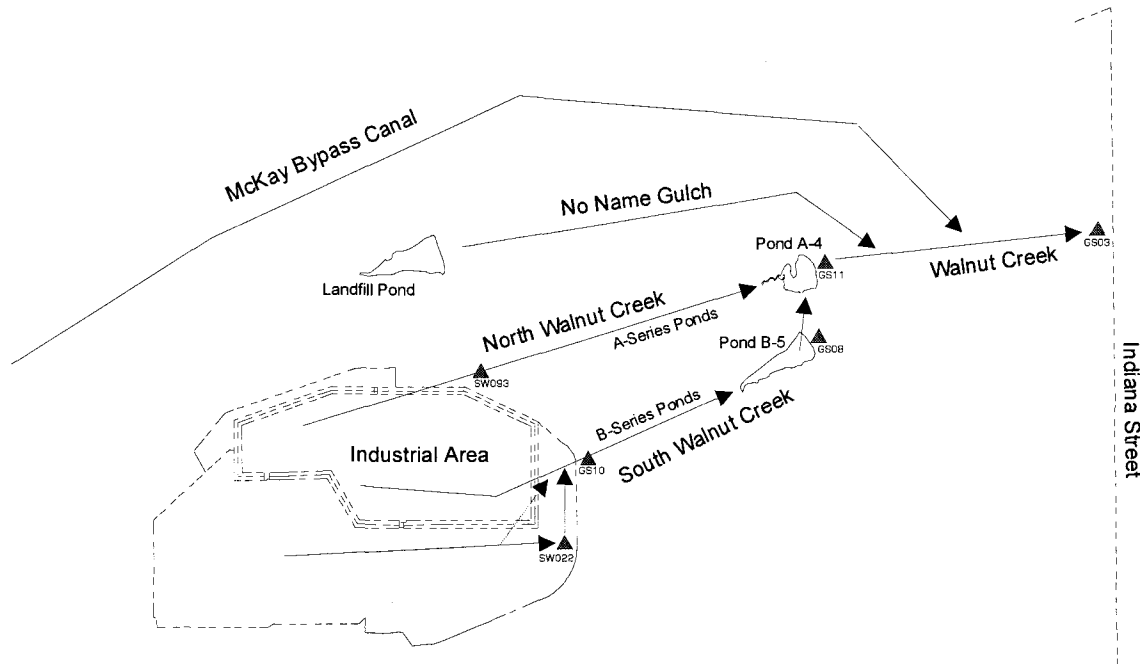 McKay Bypass Canal
No Name Gulch
Pond A-4
GS03
Walnut Creek
GS11
Landfill Pond
North Walnut Creek
A-Series Ponds
Pond B-5
GS08
Indiana Street
SW093
B-Series Ponds
South Walnut Creek
Industrial Area
GS10
SW022